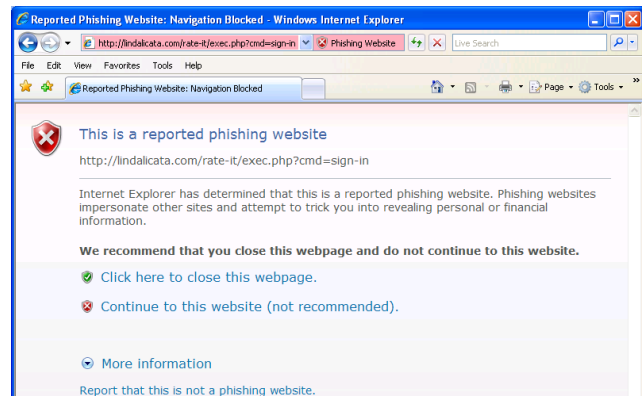 Reported Phishing Website: Navigation Blocked - Windows Internet Explorer
http://lindalicata.com/rate-it/exec.php?cmd=sign-in Phishing Website Live Search
File Edit View Favorites Tools Help
Reported Phishing Website: Navigation Blocked Page Tools »
This is a reported phishing website
http://lindalicata.com/rate-it/exec.php?cmd=sign-in
Internet Explorer has determined that this is a reported phishing website. Phishing websites
impersonate other sites and attempt to trick you into revealing personal or financial
information.
We recommend that you close this webpage and do not continue to this website.
Click here to close this webpage.
Continue to this website (not recommended).
More information
Report that this is not a phishing website.